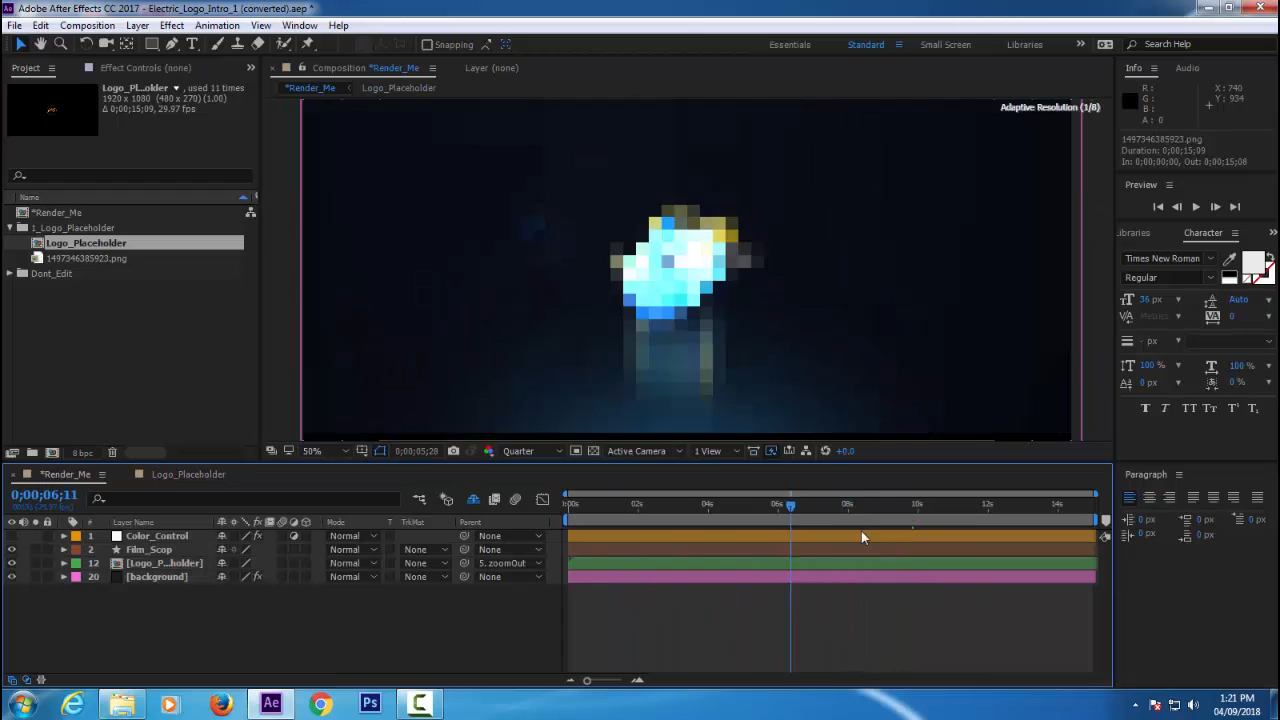 Adobe After Effects CC 2017 - Electric_Logo_Intro_1 (converted).aep *
File Edit Composition Layer Effect Animation View Window Help
Snapping Essentials Standard Small Screen Libraries Search Help
Project Effect Controls (none) Composition *Render_Me Layer (none) Info Audio
*Render_Me Logo_Placeholder
Logo_Pl...older , used 11 times
1920 x 1080 (480 x 270) (1.00)
Δ 0;00;15;09, 29.97 fps
Adaptive Resolution (1/8)
R :
G :
B :
A : 0
X : 740
Y : 934
1497346385923.png
Duration: 0;00;15;09
In: 0;00;00;00, Out: 0;00;15;08
Preview
Name
*Render_Me
1_Logo_Placeholder
Logo_Placeholder
1497346385923.png
Dont_Edit
Libraries Character
Times New Roman
Regular
36 px Auto
Metrics 0
- px
100 % 100 %
0 px 0 %
T T TT Tr T¹ T₁
8 bpc 50% 0;00;05;28 Quarter Active Camera 1 View +0.0
*Render_Me Logo_Placeholder Paragraph
0;00;06;11
00191 (29.97 fps)
:00s 02s 04s 06s 08s 10s 12s 14s
# Layer Name Mode T TrkMat Parent
1 Color_Control Normal None
2 Film_Scop Normal None None
12 [Logo_P...holder] Normal None 5. zoomOut
20 [background] Normal None None
0 px 0 px 0 px
0 px 0 px
1:21 PM
04/09/2018